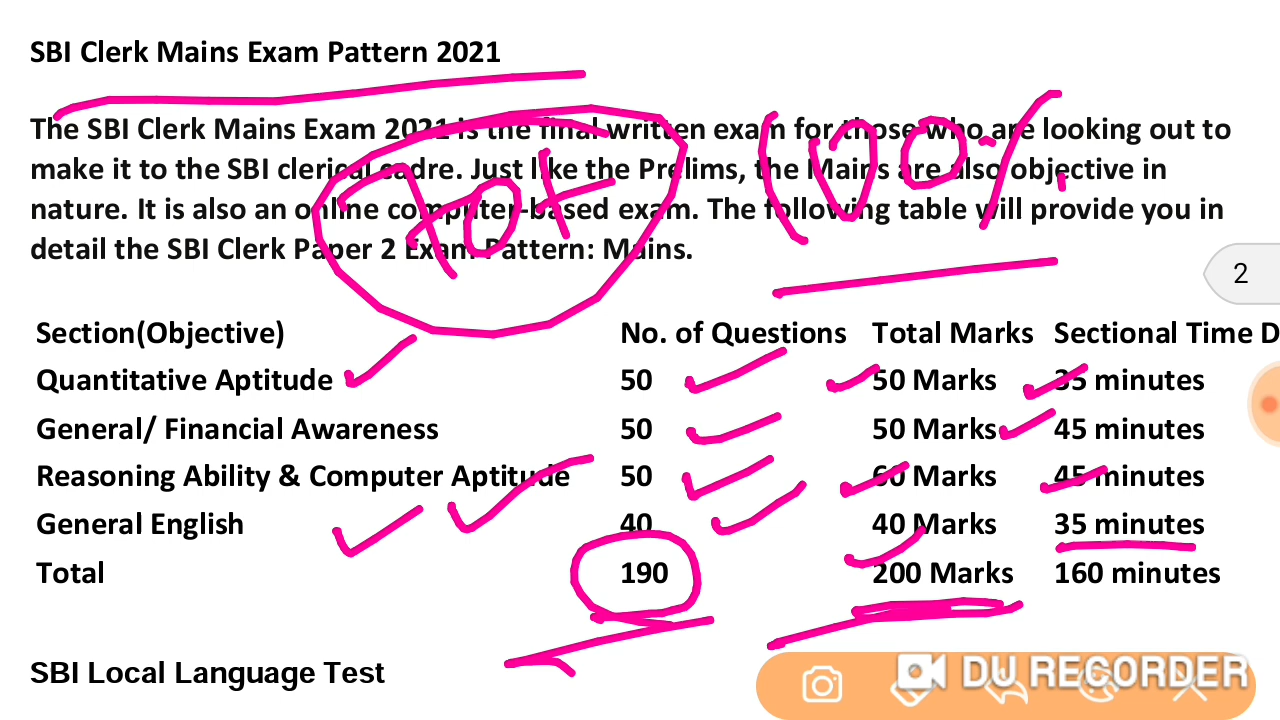 SBI Clerk Mains Exam Pattern 2021
The SBI Clerk Mains Exam 2021 is the final written exam for those who are looking out to
make it to the SBI clerical cadre. Just like the Prelims, the Mains are also objective in
nature. It is also an online computer-based exam. The following table will provide you in
detail the SBI Clerk Paper 2 Exam Pattern: Mains.
100%
2
Section(Objective) No. of Questions Total Marks Sectional Time D
Quantitative Aptitude 50 50 Marks 35 minutes
General/ Financial Awareness 50 50 Marks 45 minutes
Reasoning Ability & Computer Aptitude 50 60 Marks 45 minutes
General English 40 40 Marks 35 minutes
Total 190 200 Marks 160 minutes
SBI Local Language Test
DU RECORDER